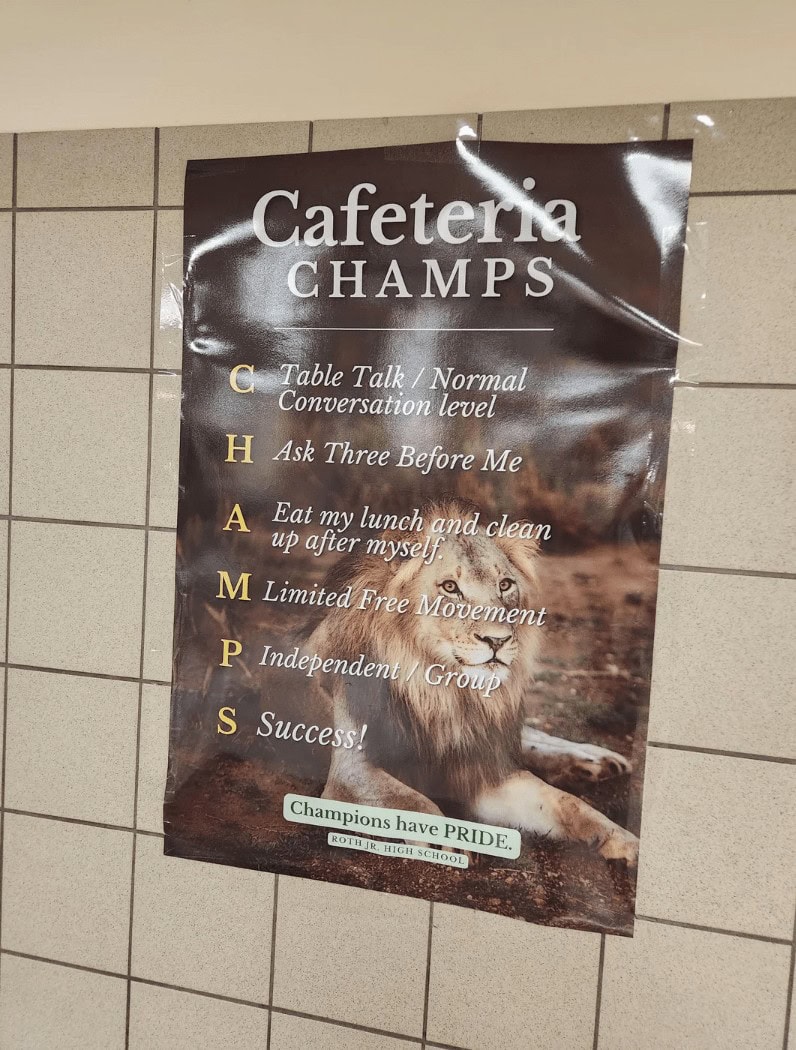 Cafeteria
CHAMPS
C Table Talk / Normal
Conversation level
H Ask Three Before Me
A Eat my lunch and clean
up after myself.
M Limited Free Movement
P Independent / Group
S Success!
Champions have PRIDE.
ROTH JR. HIGH SCHOOL